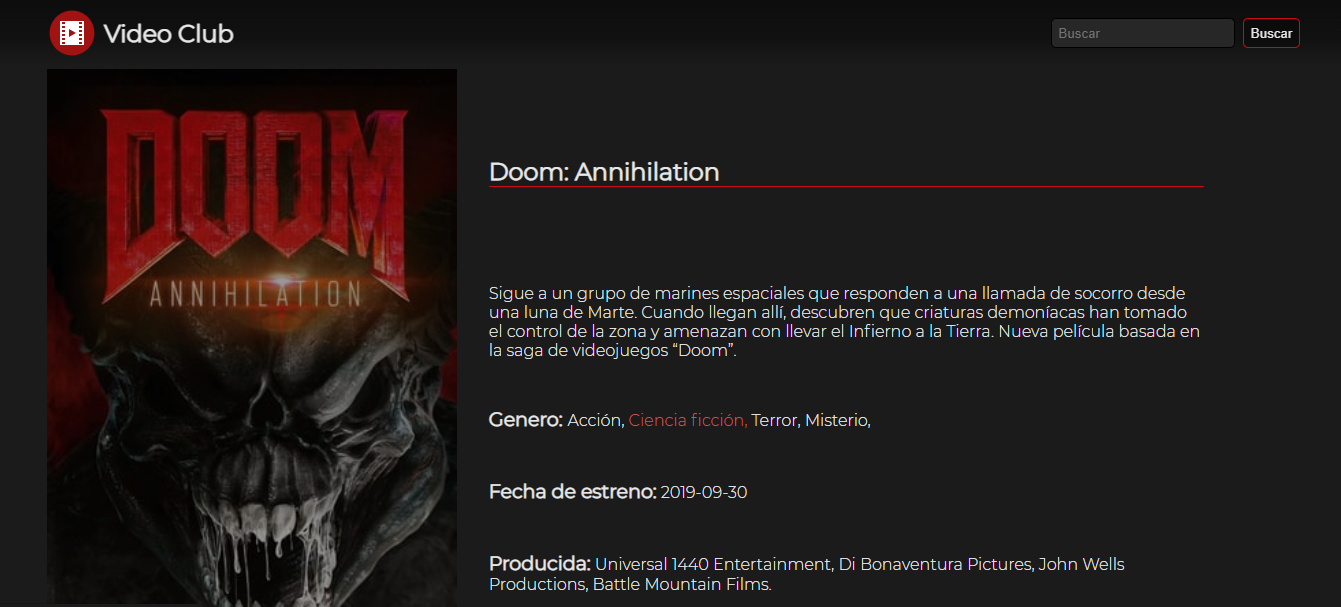 Video Club
Buscar
Buscar
DOOM
ANNIHILATION
Doom: Annihilation
Sigue a un grupo de marines espaciales que responden a una llamada de socorro desde
una luna de Marte. Cuando llegan allí, descubren que criaturas demoníacas han tomado
el control de la zona y amenazan con llevar el Infierno a la Tierra. Nueva película basada en
la saga de videojuegos “Doom”.
Genero: Acción, Ciencia ficción, Terror, Misterio,
Fecha de estreno: 2019-09-30
Producida: Universal 1440 Entertainment, Di Bonaventura Pictures, John Wells
Productions, Battle Mountain Films.